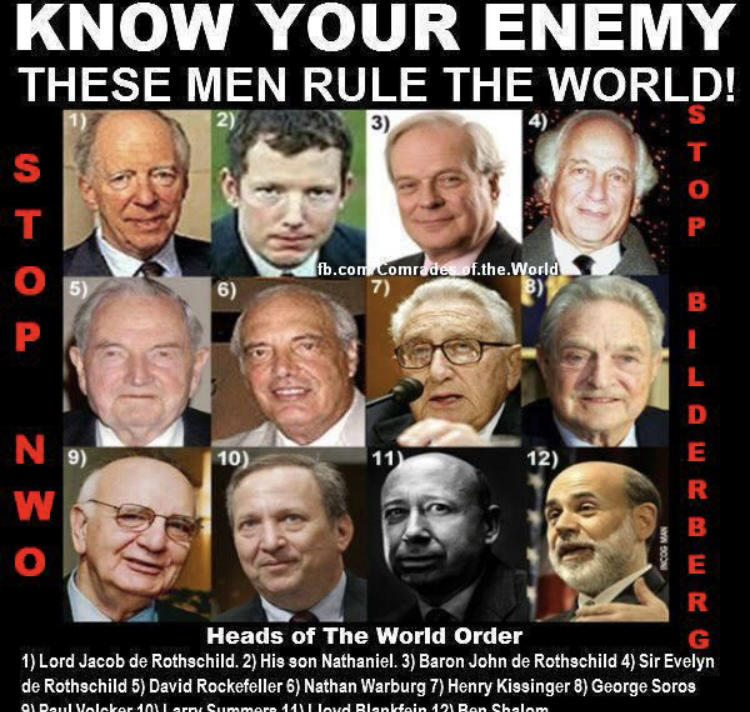 KNOW YOUR ENEMY
THESE MEN RULE THE WORLD!
STOP NWO
STOP BILDERBERG
1)
2)
3)
4)
fb.com/Comrades.of.the.World
5)
6)
7)
8)
9)
10)
11)
12)
INCOG MAN
Heads of The World Order
1) Lord Jacob de Rothschild. 2) His son Nathaniel. 3) Baron John de Rothschild 4) Sir Evelyn
de Rothschild 5) David Rockefeller 6) Nathan Warburg 7) Henry Kissinger 8) George Soros
9) Paul Volcker 10) Larry Summers 11) Lloyd Blankfein 12) Ben Shalom